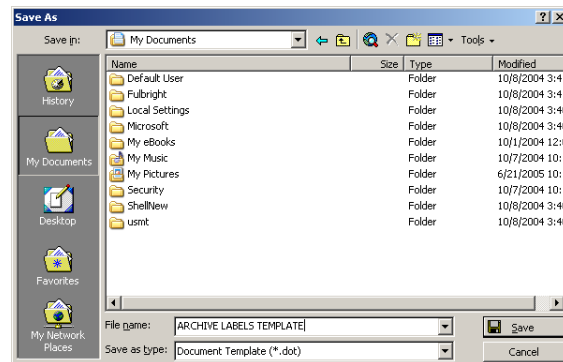 Save As
Save in: My Documents Tools
Name Size Type Modified
Default User Folder 10/8/2004 3:4
Fulbright Folder 10/8/2004 3:4
Local Settings Folder 10/8/2004 3:4
Microsoft Folder 10/8/2004 3:4
My eBooks Folder 10/1/2004 12:
My Music Folder 10/7/2004 10:
My Pictures Folder 6/21/2005 10:
Security Folder 10/7/2004 10:
ShellNew Folder 10/8/2004 3:4
usmt Folder 10/8/2004 3:4
History
My Documents
Desktop
Favorites
My Network
Places
File name: ARCHIVE LABELS TEMPLATE Save
Save as type: Document Template (*.dot) Cancel